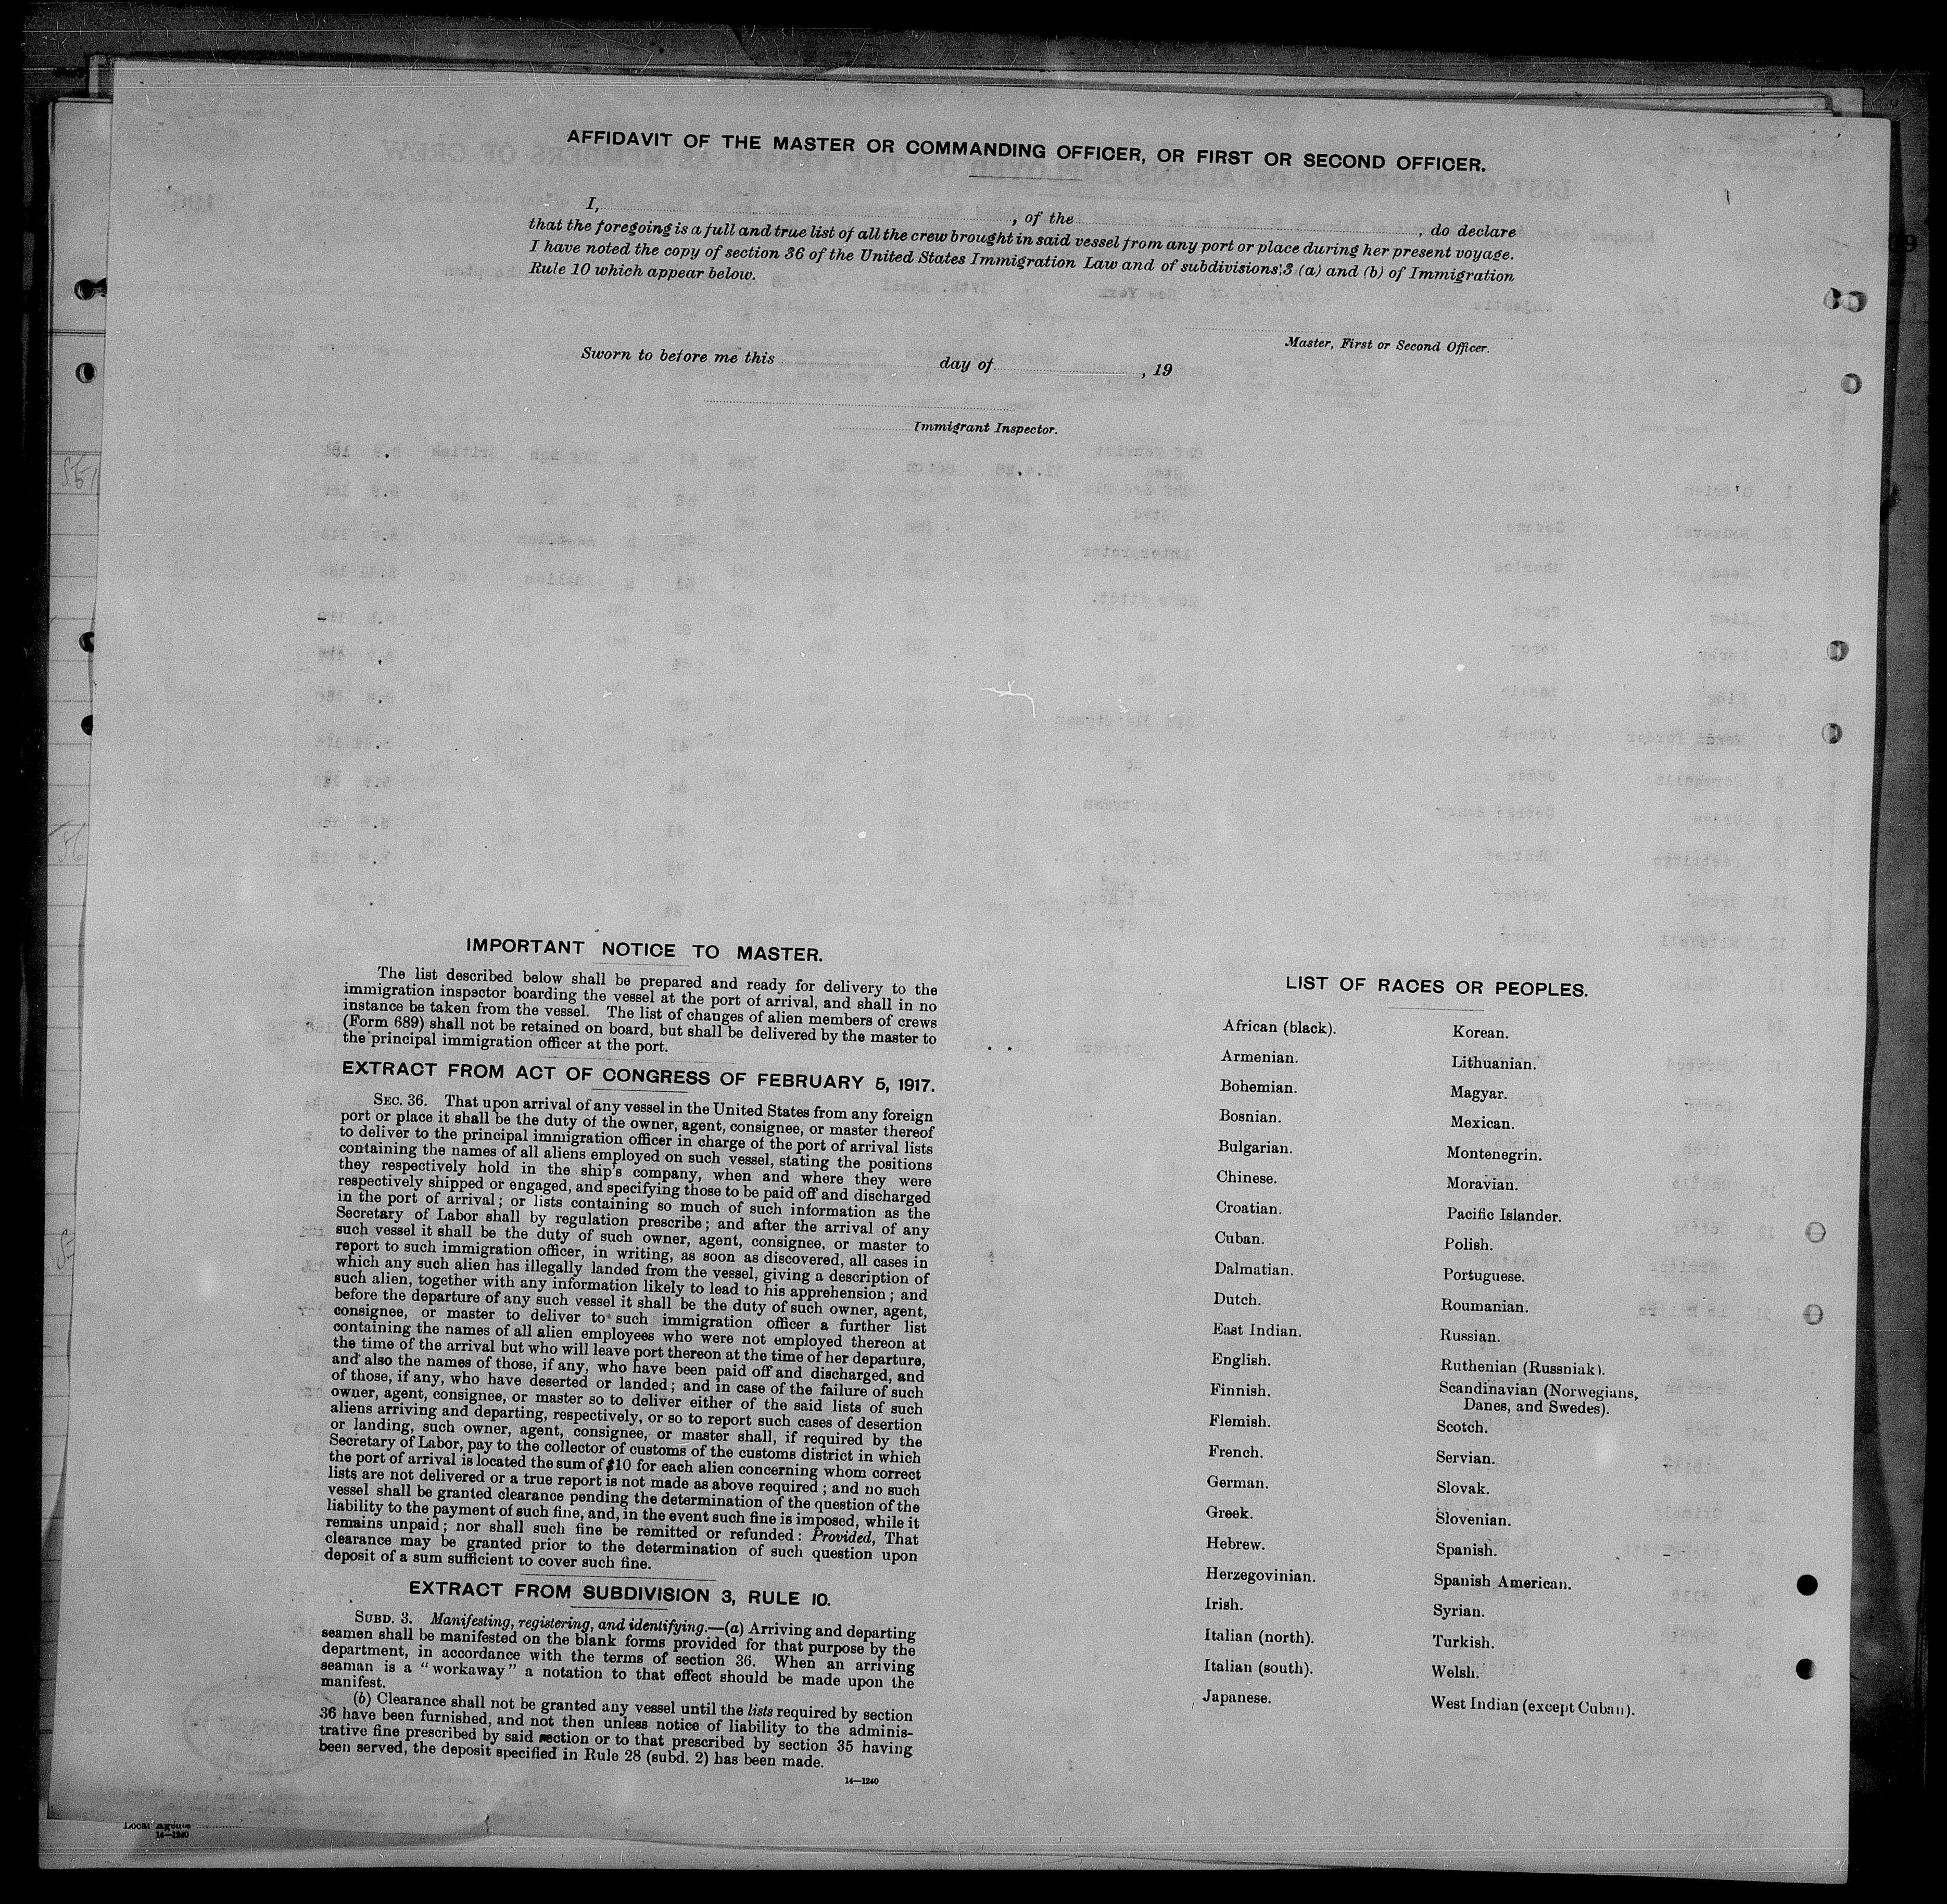 AFFIDAVIT OF THE MASTER OR COMMANDING OFFICER, OR FIRST OR SECOND OFFICER.
I, , of the , do declare
that the foregoing is a full and true list of all the crew brought in said vessel from any port or place during her present voyage.
I have noted the copy of section 36 of the United States Immigration Law and of subdivisions 3 (a) and (b) of Immigration
Rule 10 which appear below.
Master, First or Second Officer.
Sworn to before me this day of , 19
Immigrant Inspector.
IMPORTANT NOTICE TO MASTER.
The list described below shall be prepared and ready for delivery to the
immigration inspector boarding the vessel at the port of arrival, and shall in no
instance be taken from the vessel. The list of changes of alien members of crews
(Form 689) shall not be retained on board, but shall be delivered by the master to
the principal immigration officer at the port.
EXTRACT FROM ACT OF CONGRESS OF FEBRUARY 5, 1917.
SEC. 36. That upon arrival of any vessel in the United States from any foreign
port or place it shall be the duty of the owner, agent, consignee, or master thereof
to deliver to the principal immigration officer in charge of the port of arrival lists
containing the names of all aliens employed on such vessel, stating the positions
they respectively hold in the ship's company, when and where they were
respectively shipped or engaged, and specifying those to be paid off and discharged
in the port of arrival; or lists containing so much of such information as the
Secretary of Labor shall by regulation prescribe; and after the arrival of any
such vessel it shall be the duty of such owner, agent, consignee, or master to
report to such immigration officer, in writing, as soon as discovered, all cases in
which any such alien has illegally landed from the vessel, giving a description of
such alien, together with any information likely to lead to his apprehension; and
before the departure of any such vessel it shall be the duty of such owner, agent,
consignee, or master to deliver to such immigration officer a further list
containing the names of all alien employees who were not employed thereon at
the time of the arrival but who will leave port thereon at the time of her departure,
and also the names of those, if any, who have been paid off and discharged, and
of those, if any, who have deserted or landed; and in case of the failure of such
owner, agent, consignee, or master so to deliver either of the said lists of such
aliens arriving and departing, respectively, or so to report such cases of desertion
or landing, such owner, agent, consignee, or master shall, if required by the
Secretary of Labor, pay to the collector of customs of the customs district in which
the port of arrival is located the sum of $10 for each alien concerning whom correct
lists are not delivered or a true report is not made as above required; and no such
vessel shall be granted clearance pending the determination of the question of the
liability to the payment of such fine, and, in the event such fine is imposed, while it
remains unpaid; nor shall such fine be remitted or refunded: Provided, That
clearance may be granted prior to the determination of such question upon
deposit of a sum sufficient to cover such fine.
EXTRACT FROM SUBDIVISION 3, RULE 10.
SUBD. 3. Manifesting, registering, and identifying.—(a) Arriving and departing
seamen shall be manifested on the blank forms provided for that purpose by the
department, in accordance with the terms of section 36. When an arriving
seaman is a "workaway" a notation to that effect should be made upon the
manifest.
(b) Clearance shall not be granted any vessel until the lists required by section
36 have been furnished, and not then unless notice of liability to the adminis-
trative fine prescribed by said section or to that prescribed by section 35 having
been served, the deposit specified in Rule 28 (subd. 2) has been made.
14—1240
LIST OF RACES OR PEOPLES.
African (black).
Armenian.
Bohemian.
Bosnian.
Bulgarian.
Chinese.
Croatian.
Cuban.
Dalmatian.
Dutch.
East Indian.
English.
Finnish.
Flemish.
French.
German.
Greek.
Hebrew.
Herzegovinian.
Irish.
Italian (north).
Italian (south).
Japanese.
Korean.
Lithuanian.
Magyar.
Mexican.
Montenegrin.
Moravian.
Pacific Islander.
Polish.
Portuguese.
Roumanian.
Russian.
Ruthenian (Russniak).
Scandinavian (Norwegians,
Danes, and Swedes).
Scotch.
Servian.
Slovak.
Slovenian.
Spanish.
Spanish American.
Syrian.
Turkish.
Welsh.
West Indian (except Cuban).
Local Agents
14—1240